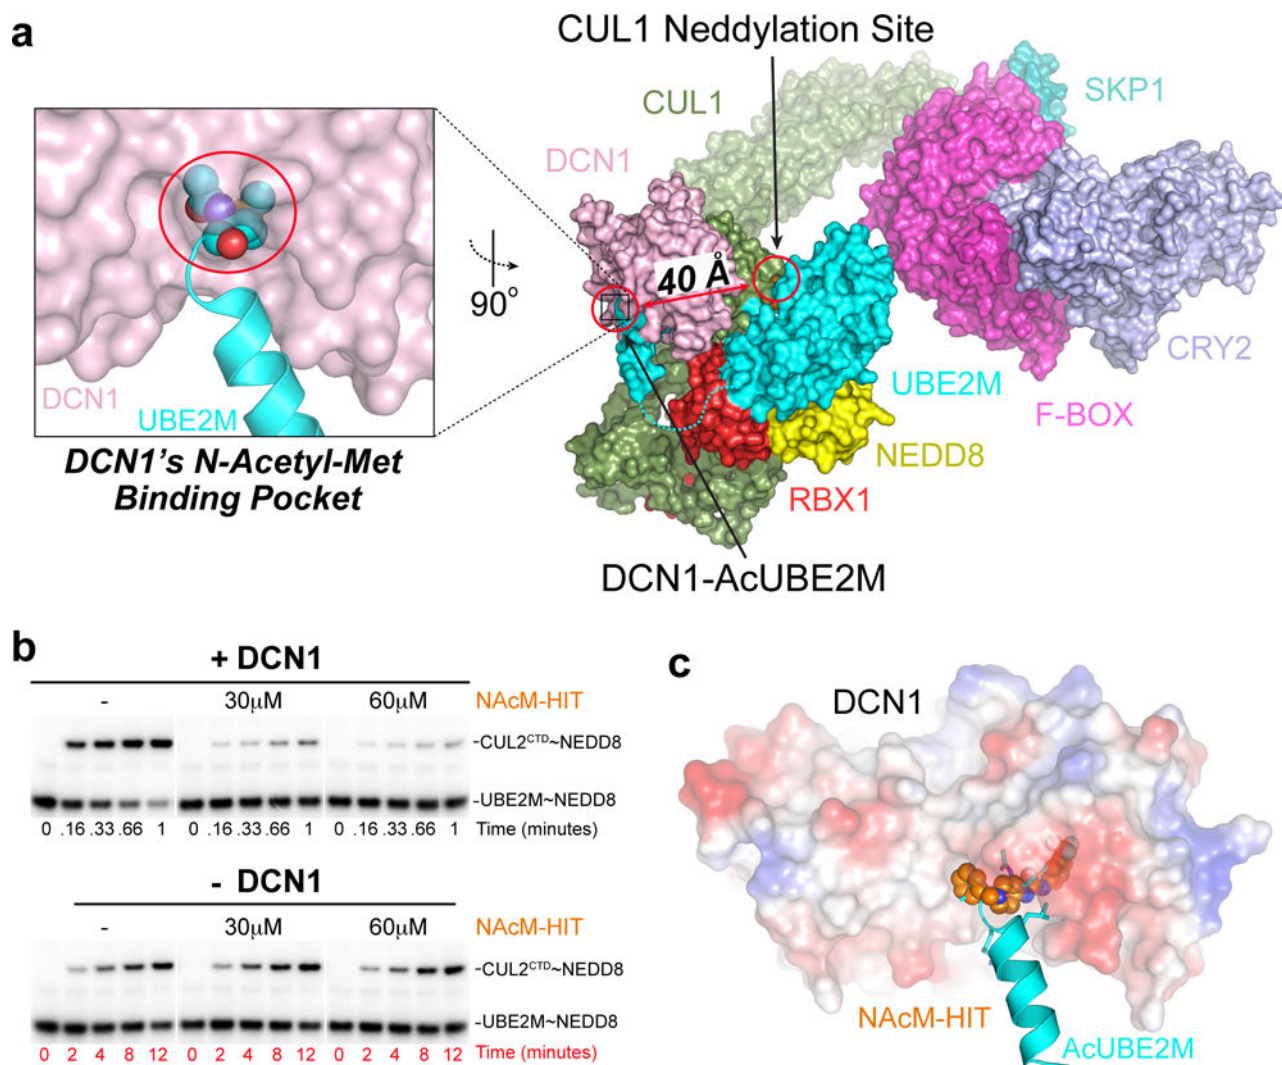 a
CUL1 Neddylation Site
CUL1
SKP1
DCN1
40 Å
90°
CRY2
DCN1
UBE2M
UBE2M
F-BOX
NEDD8
DCN1's N-Acetyl-Met
Binding Pocket
RBX1
DCN1-AcUBE2M
b
+ DCN1
- 30μM 60μM NAcM-HIT
-CUL2CTD~NEDD8
-UBE2M~NEDD8
0 .16 .33 .66 1 0 .16 .33 .66 1 0 .16 .33 .66 1 Time (minutes)
- DCN1
- 30μM 60μM NAcM-HIT
-CUL2CTD~NEDD8
-UBE2M~NEDD8
0 2 4 8 12 0 2 4 8 12 0 2 4 8 12 Time (minutes)
c
DCN1
NAcM-HIT
AcUBE2M